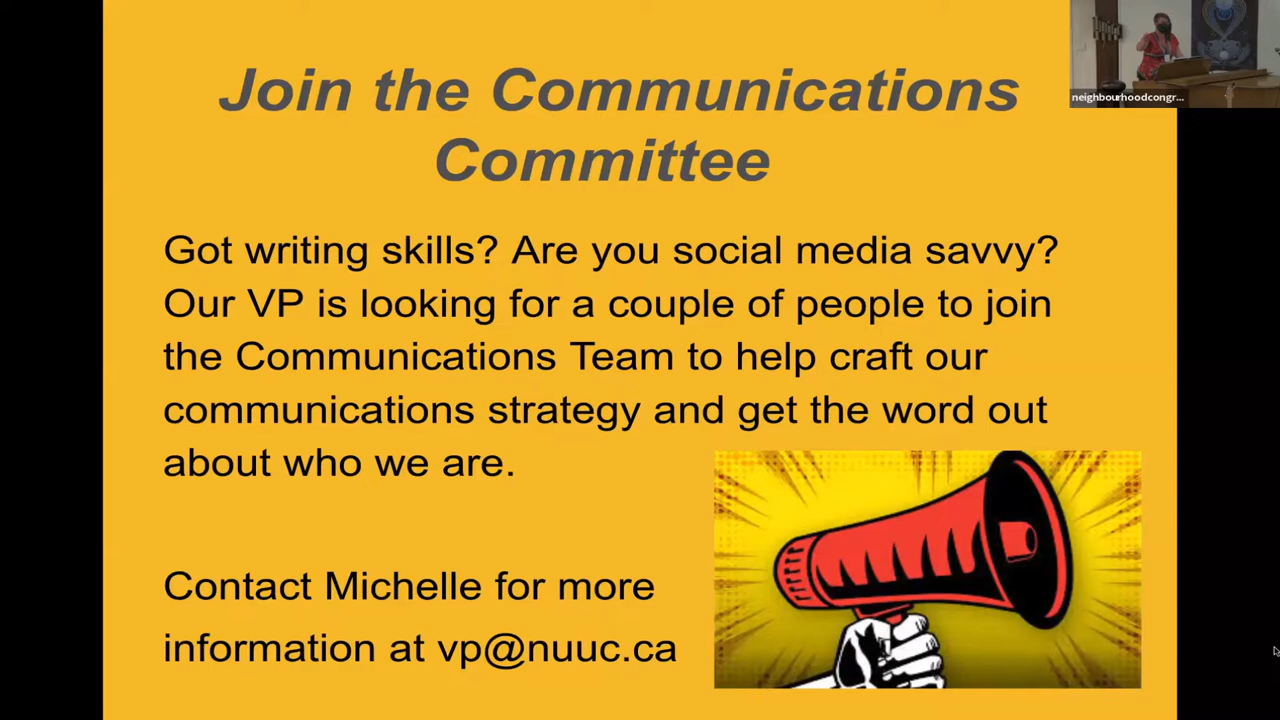 Join the Communications
Committee
neighbourhoodcongr...
Got writing skills? Are you social media savvy?
Our VP is looking for a couple of people to join
the Communications Team to help craft our
communications strategy and get the word out
about who we are.
Contact Michelle for more
information at vp@nuuc.ca